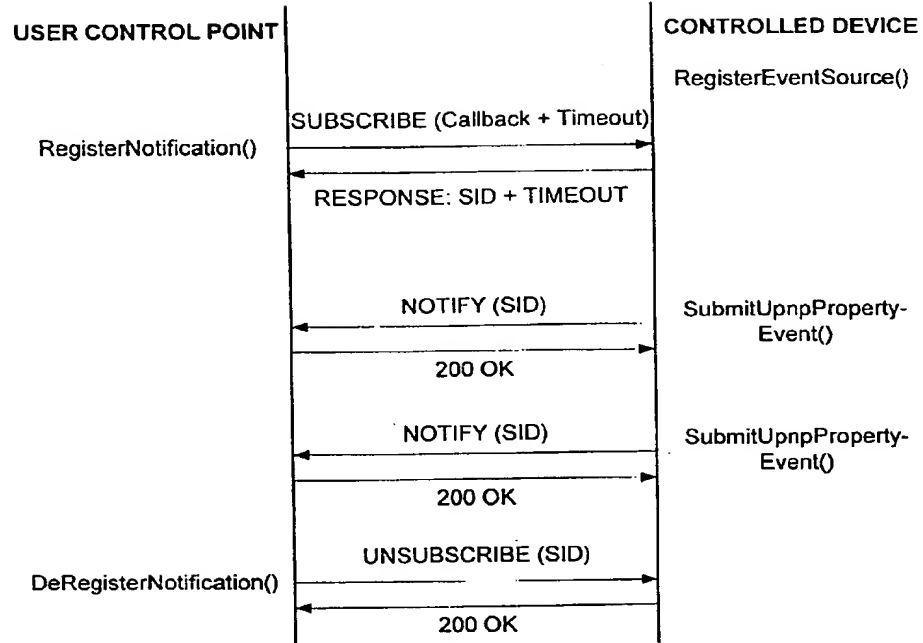 USER CONTROL POINT
CONTROLLED DEVICE
RegisterEventSource()
SUBSCRIBE (Callback + Timeout)
RegisterNotification()
RESPONSE: SID + TIMEOUT
NOTIFY (SID)
SubmitUpnpProperty-
Event()
200 OK
NOTIFY (SID)
SubmitUpnpProperty-
Event()
200 OK
UNSUBSCRIBE (SID)
DeRegisterNotification()
200 OK